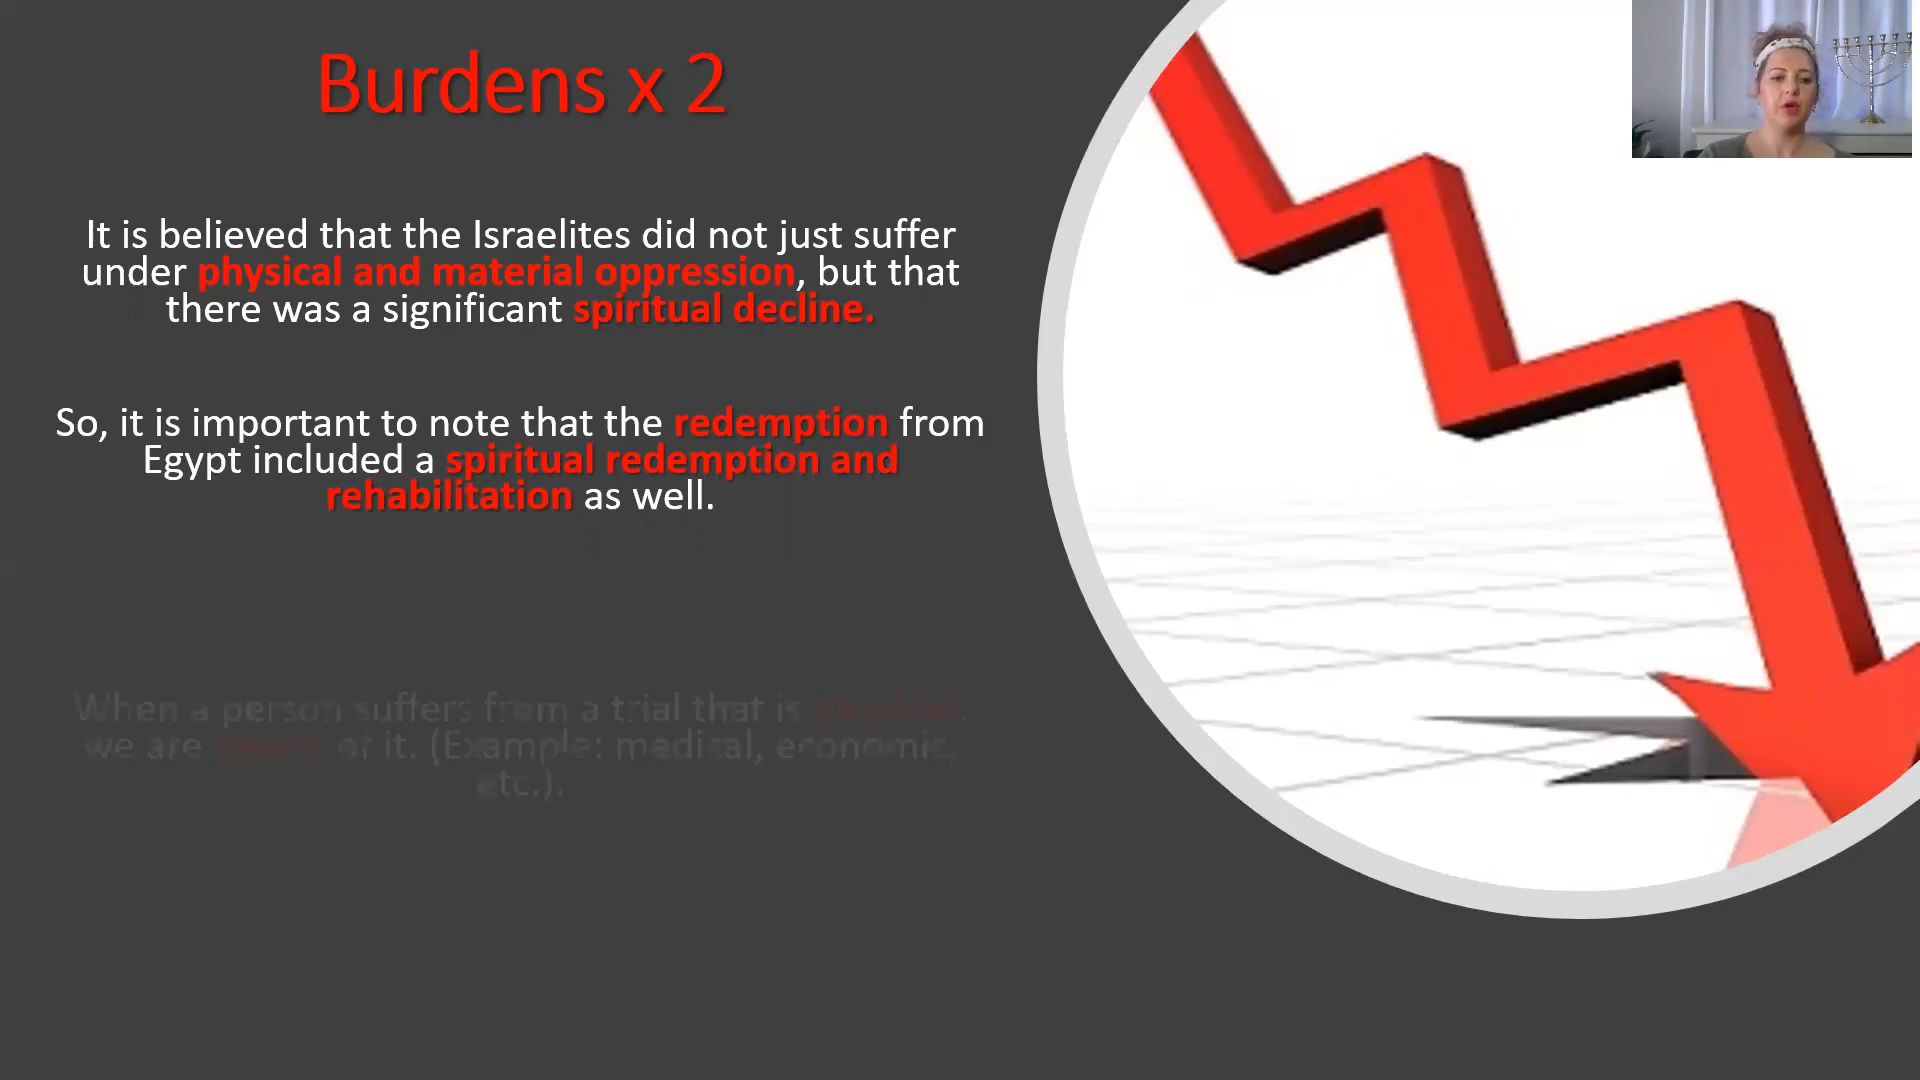 Burdens x 2
It is believed that the Israelites did not just suffer
under physical and material oppression, but that
there was a significant spiritual decline.
So, it is important to note that the redemption from
Egypt included a spiritual redemption and
rehabilitation as well.
When a person suffers from a trial that is
we are of it. (Example: medical, economic,
etc.).